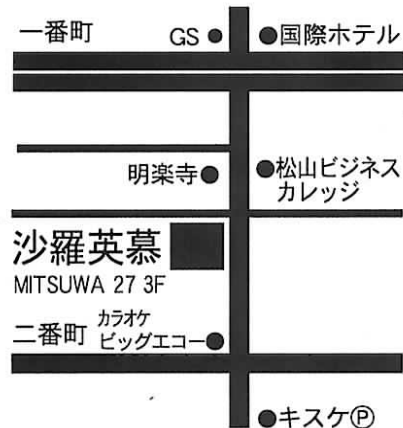 一番町
GS
国際ホテル
明楽寺
松山ビジネス
カレッジ
沙羅英慕
MITSUWA 27 3F
二番町
カラオケ
ビッグエコー
キスケⓅ